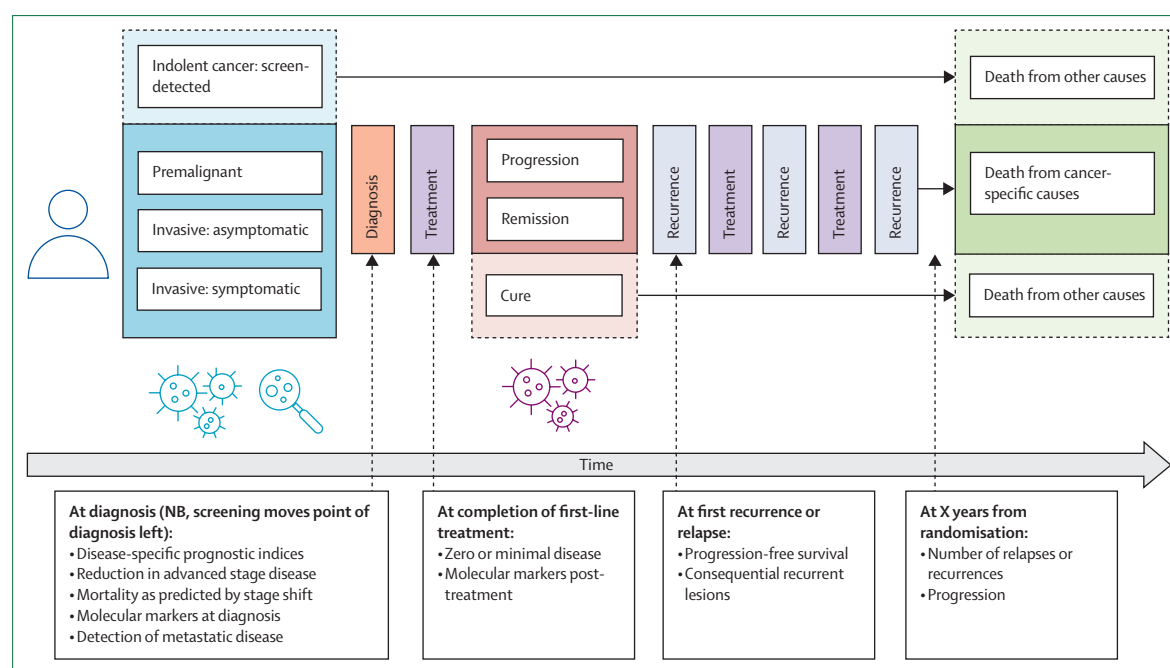 Indolent cancer: screen-
detected
Death from other causes
Premalignant
Invasive: asymptomatic
Invasive: symptomatic
Diagnosis
Treatment
Progression
Remission
Cure
Recurrence
Treatment
Recurrence
Treatment
Recurrence
Death from cancer-
specific causes
Death from other causes
Time
At diagnosis (NB, screening moves point of
diagnosis left):
• Disease-specific prognostic indices
• Reduction in advanced stage disease
• Mortality as predicted by stage shift
• Molecular markers at diagnosis
• Detection of metastatic disease
At completion of first-line
treatment:
• Zero or minimal disease
• Molecular markers post-
treatment
At first recurrence or
relapse:
• Progression-free survival
• Consequential recurrent
lesions
At X years from
randomisation:
• Number of relapses or
recurrences
• Progression